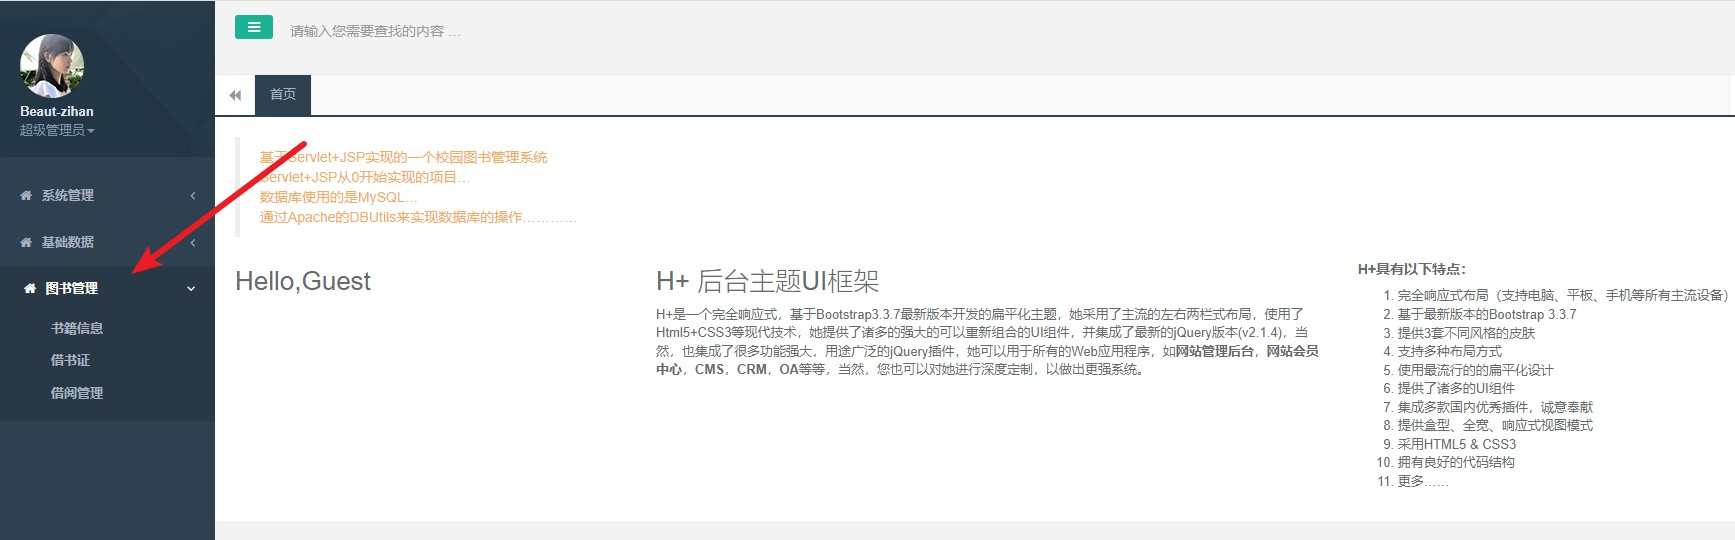 请输入您需要查找的内容 …
Beaut-zihan
超级管理员
首页
系统管理
基础数据
图书管理
书籍信息
借书证
借阅管理
基于Servlet+JSP实现的一个校园图书管理系统
Servlet+JSP从0开始实现的项目…
数据库使用的是MySQL…
通过Apache的DBUtils来实现数据库的操作…………
Hello,Guest
H+ 后台主题UI框架
H+是一个完全响应式，基于Bootstrap3.3.7最新版本开发的扁平化主题，她采用了主流的左右两栏式布局，使用了
Html5+CSS3等现代技术，她提供了诸多的强大的可以重新组合的UI组件，并集成了最新的jQuery版本(v2.1.4)，当
然，也集成了很多功能强大，用途广泛的jQuery插件，她可以用于所有的Web应用程序，如网站管理后台，网站会员
中心，CMS，CRM，OA等等，当然，您也可以对她进行深度定制，以做出更强系统。
H+具有以下特点：
1. 完全响应式布局（支持电脑、平板、手机等所有主流设备）
2. 基于最新版本的Bootstrap 3.3.7
3. 提供3套不同风格的皮肤
4. 支持多种布局方式
5. 使用最流行的的扁平化设计
6. 提供了诸多的UI组件
7. 集成多款国内优秀插件，诚意奉献
8. 提供盒型、全宽、响应式视图模式
9. 采用HTML5 & CSS3
10. 拥有良好的代码结构
11. 更多……